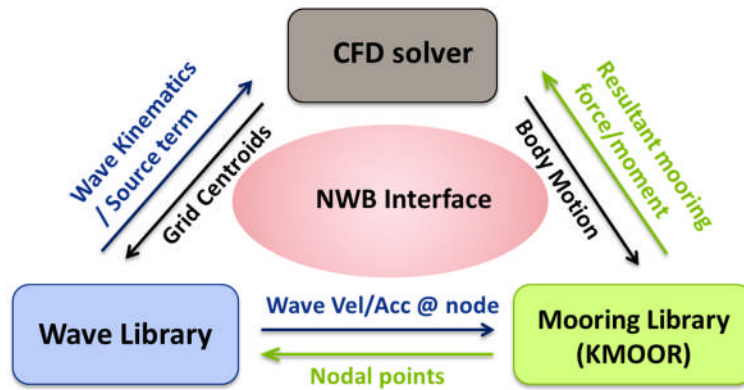 CFD solver
Wave Kinematics
/ Source term
Grid Centroids
NWB Interface
Body Motion
Resultant mooring
force/moment
Wave Library
Wave Vel/Acc @ node
Nodal points
Mooring Library
(KMOOR)